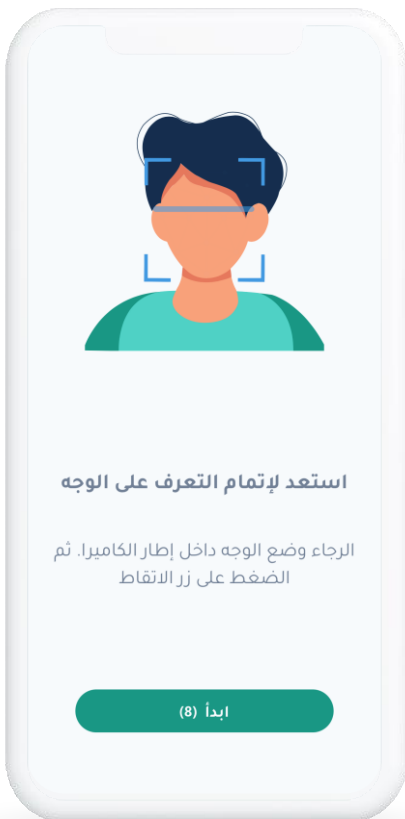 استعد لإتمام التعرف على الوجه
الرجاء وضع الوجه داخل إطار الكاميرا. ثم
الضغط على زر الاتقاط
ابدأ (8)